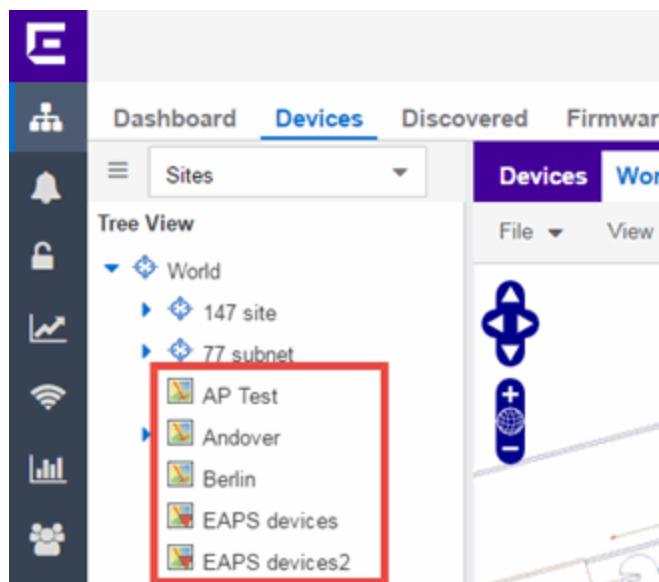 Dashboard Devices Discovered Firmwar
Sites
Devices Wor
Tree View
File View
World
147 site
77 subnet
AP Test
Andover
Berlin
EAPS devices
EAPS devices2